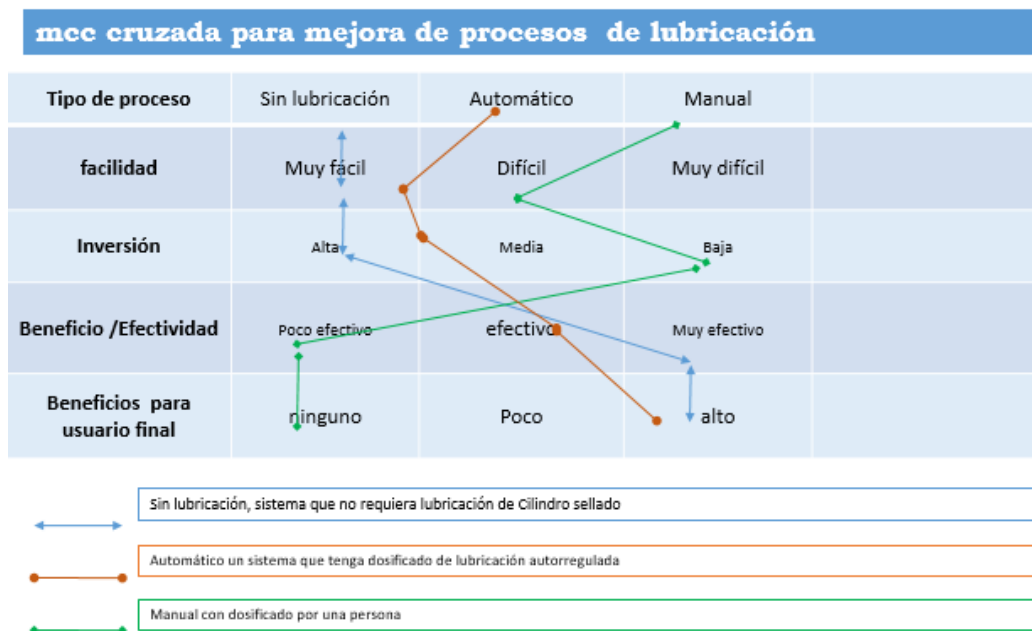 mcc cruzada para mejora de procesos de lubricación
Tipo de proceso Sin lubricación Automático Manual
facilidad Muy fácil Difícil Muy difícil
Inversión Alta Media Baja
Beneficio /Efectividad Poco efectivo efectivo Muy efectivo
Beneficios para
usuario final ninguno Poco alto
Sin lubricación, sistema que no requiera lubricación de Cilindro sellado
Automático un sistema que tenga dosificado de lubricación autorregulada
Manual con dosificado por una persona